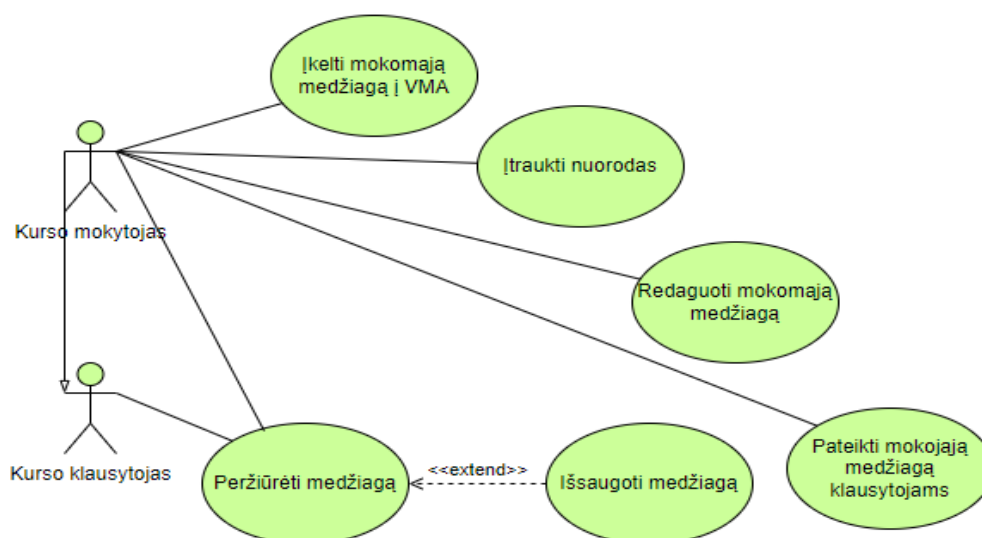 Įkelti mokomąją
medžiagą į VMA
Įtraukti nuorodas
Kurso mokytojas
Redaguoti mokomąją
medžiagą
Kurso klausytojas
Peržiūrėti medžiagą
<<extend>>
Išsaugoti medžiagą
Pateikti mokojąją
medžiagą
klausytojams